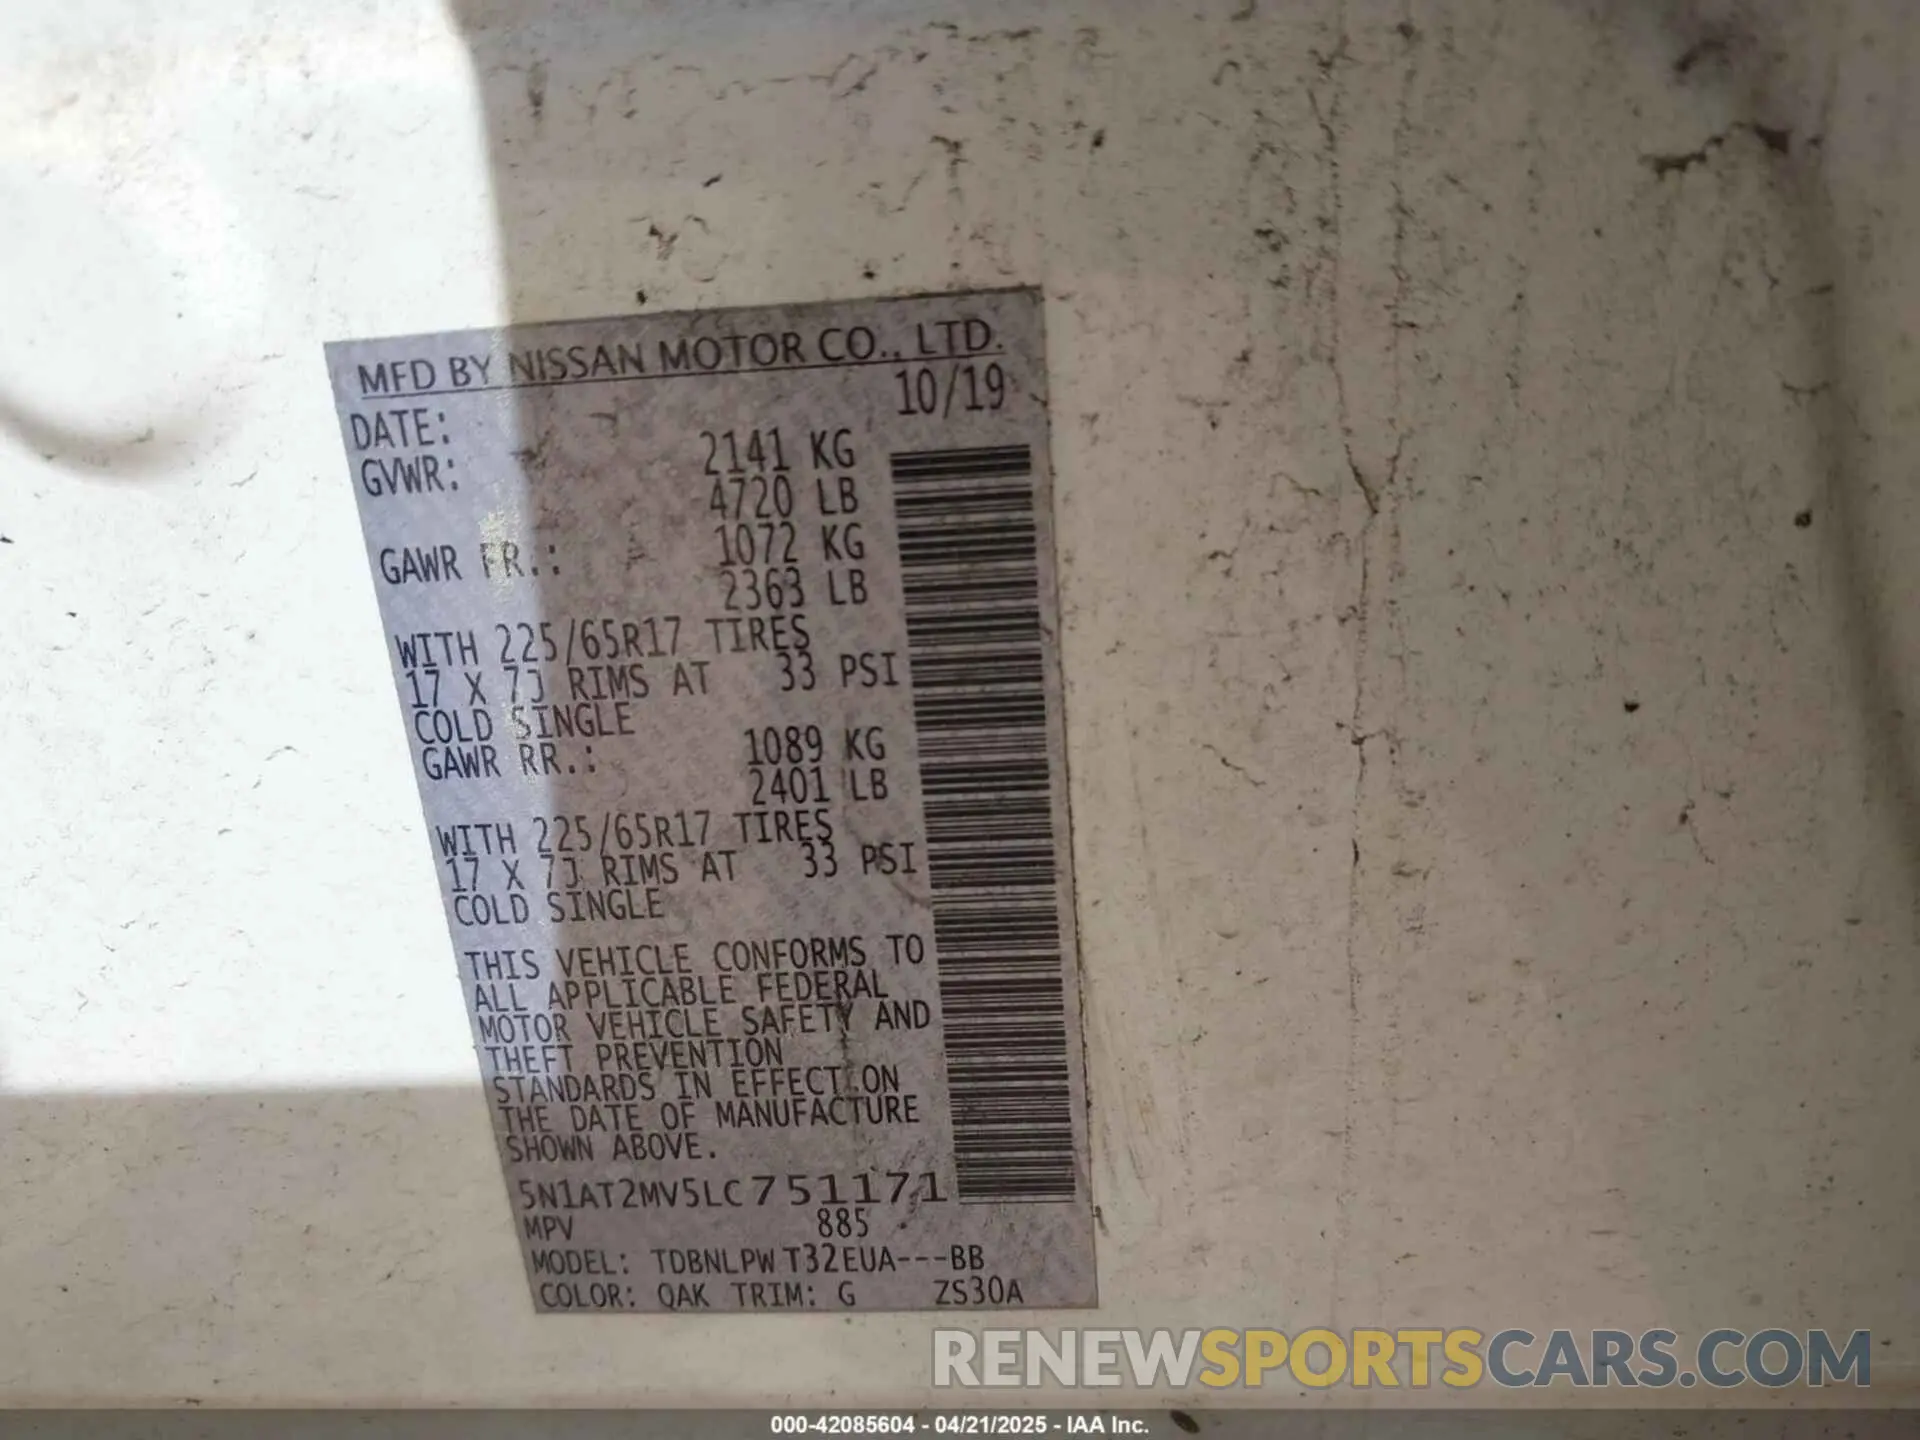 MFD BY NISSAN MOTOR CO., LTD.
DATE: 10/19
GVWR: 2141 KG
4720 LB
GAWR FR.: 1072 KG
2363 LB
WITH 225/65R17 TIRES
17 X 7J RIMS AT 33 PSI
COLD SINGLE
GAWR RR.: 1089 KG
2401 LB
WITH 225/65R17 TIRES
17 X 7J RIMS AT 33 PSI
COLD SINGLE
THIS VEHICLE CONFORMS TO
ALL APPLICABLE FEDERAL
MOTOR VEHICLE SAFETY AND
THEFT PREVENTION
STANDARDS IN EFFECT ON
THE DATE OF MANUFACTURE
SHOWN ABOVE.
5N1AT2MV5LC751171
MPV 885
MODEL: TDBNLPW T32EUA---BB
COLOR: QAK TRIM: G ZS30A
RENEWSPORTSCARS.COM
000-42085604 - 04/21/2025 - IAA Inc.